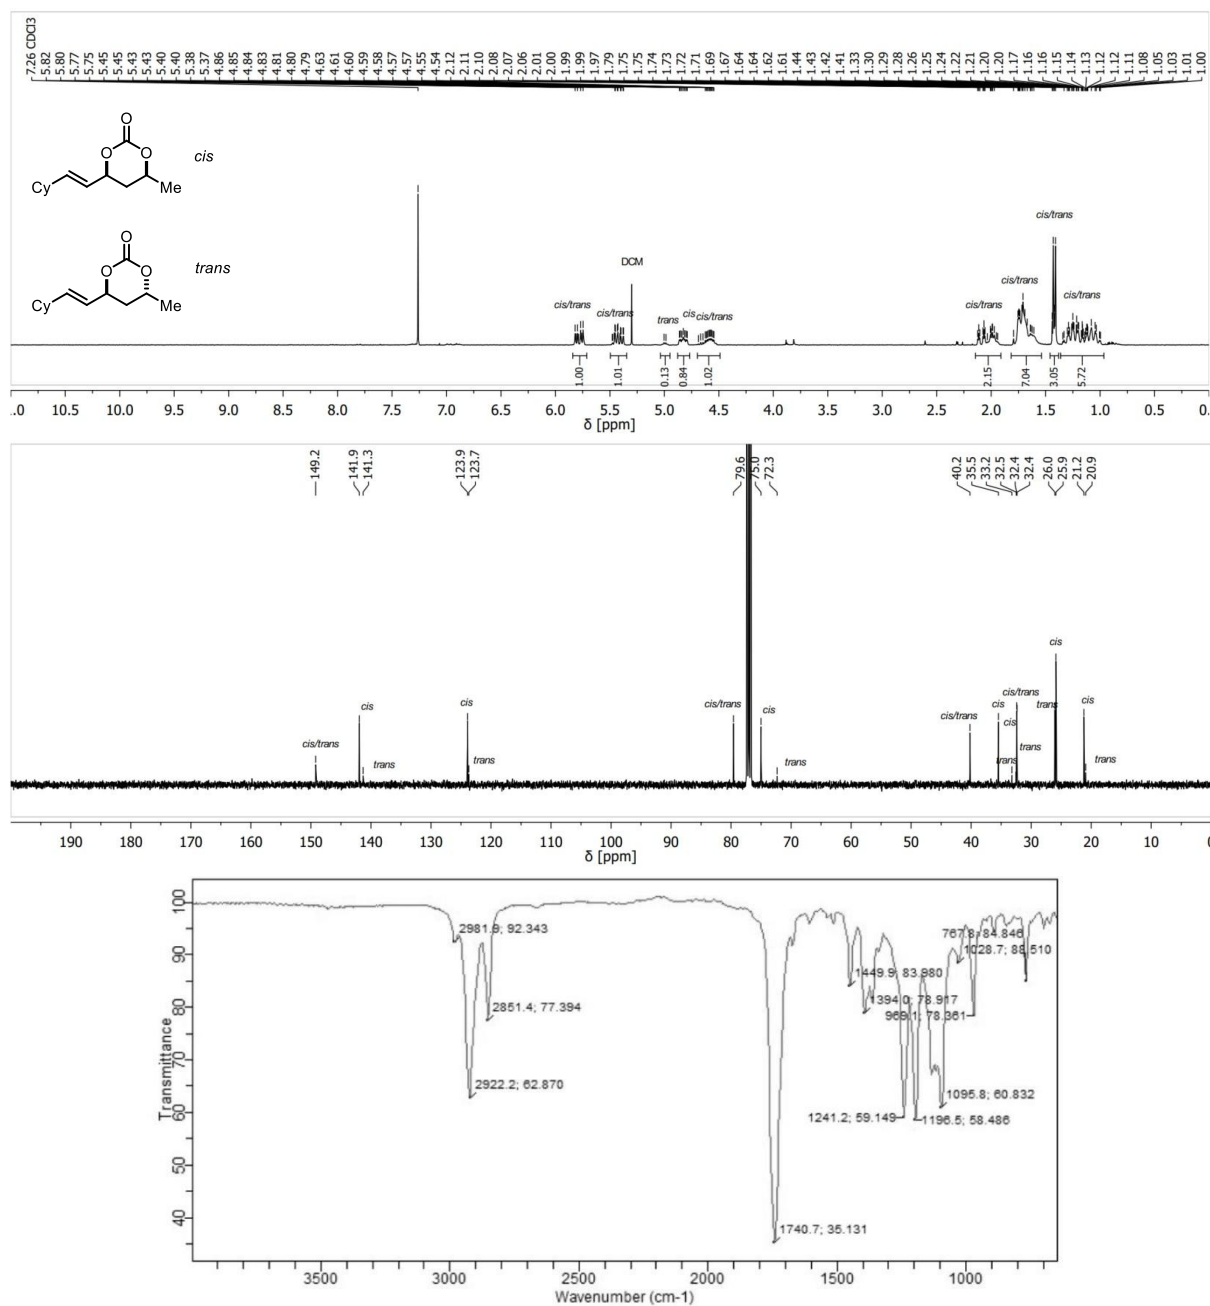 7.26 CDCl3 5.82 5.80 5.77 5.75 5.45 5.45 5.43 5.43 5.40 5.40 5.38 5.37 4.86 4.85 4.84 4.83 4.81 4.80 4.79 4.63 4.61 4.60 4.59 4.58 4.57 4.57 4.55 4.54 2.12 2.11 2.10 2.08 2.07 2.06 2.01 2.00 1.99 1.99 1.97 1.79 1.75 1.75 1.74 1.73 1.72 1.71 1.69 1.67 1.64 1.64 1.62 1.61 1.44 1.43 1.42 1.41 1.33 1.30 1.29 1.28 1.26 1.25 1.24 1.22 1.21 1.20 1.20 1.17 1.16 1.16 1.15 1.14 1.13 1.12 1.12 1.11 1.08 1.05 1.03 1.01 1.00
O
O O
Cy Me
cis
O
O O
Cy Me
trans
DCM
cis/trans cis/trans trans cis cis/trans cis/trans cis/trans cis/trans cis/trans
1.00 1.01 0.13 0.84 1.02 2.15 7.04 3.05 5.72
.0 10.5 10.0 9.5 9.0 8.5 8.0 7.5 7.0 6.5 6.0 5.5 5.0 4.5 4.0 3.5 3.0 2.5 2.0 1.5 1.0 0.5 0.
δ [ppm]
149.2 141.9 141.3 123.9 123.7 79.6 75.0 72.3 40.2 35.5 33.2 32.5 32.4 32.4 26.0 25.9 21.2 20.9
cis/trans cis trans cis trans cis/trans cis trans cis/trans cis trans cis cis/trans trans trans cis cis trans
190 180 170 160 150 140 130 120 110 100 90 80 70 60 50 40 30 20 10 0
δ [ppm]
100
90
80
70
60
50
40
Transmittance
2981.9; 92.343
2851.4; 77.394
2922.2; 62.870
1740.7; 35.131
1449.9; 83.980
1394.0; 78.917
969.1; 78.361
1241.2; 59.149
1196.5; 58.486
1095.8; 60.832
767.8; 84.846
1028.7; 88.510
3500 3000 2500 2000 1500 1000
Wavenumber (cm-1)